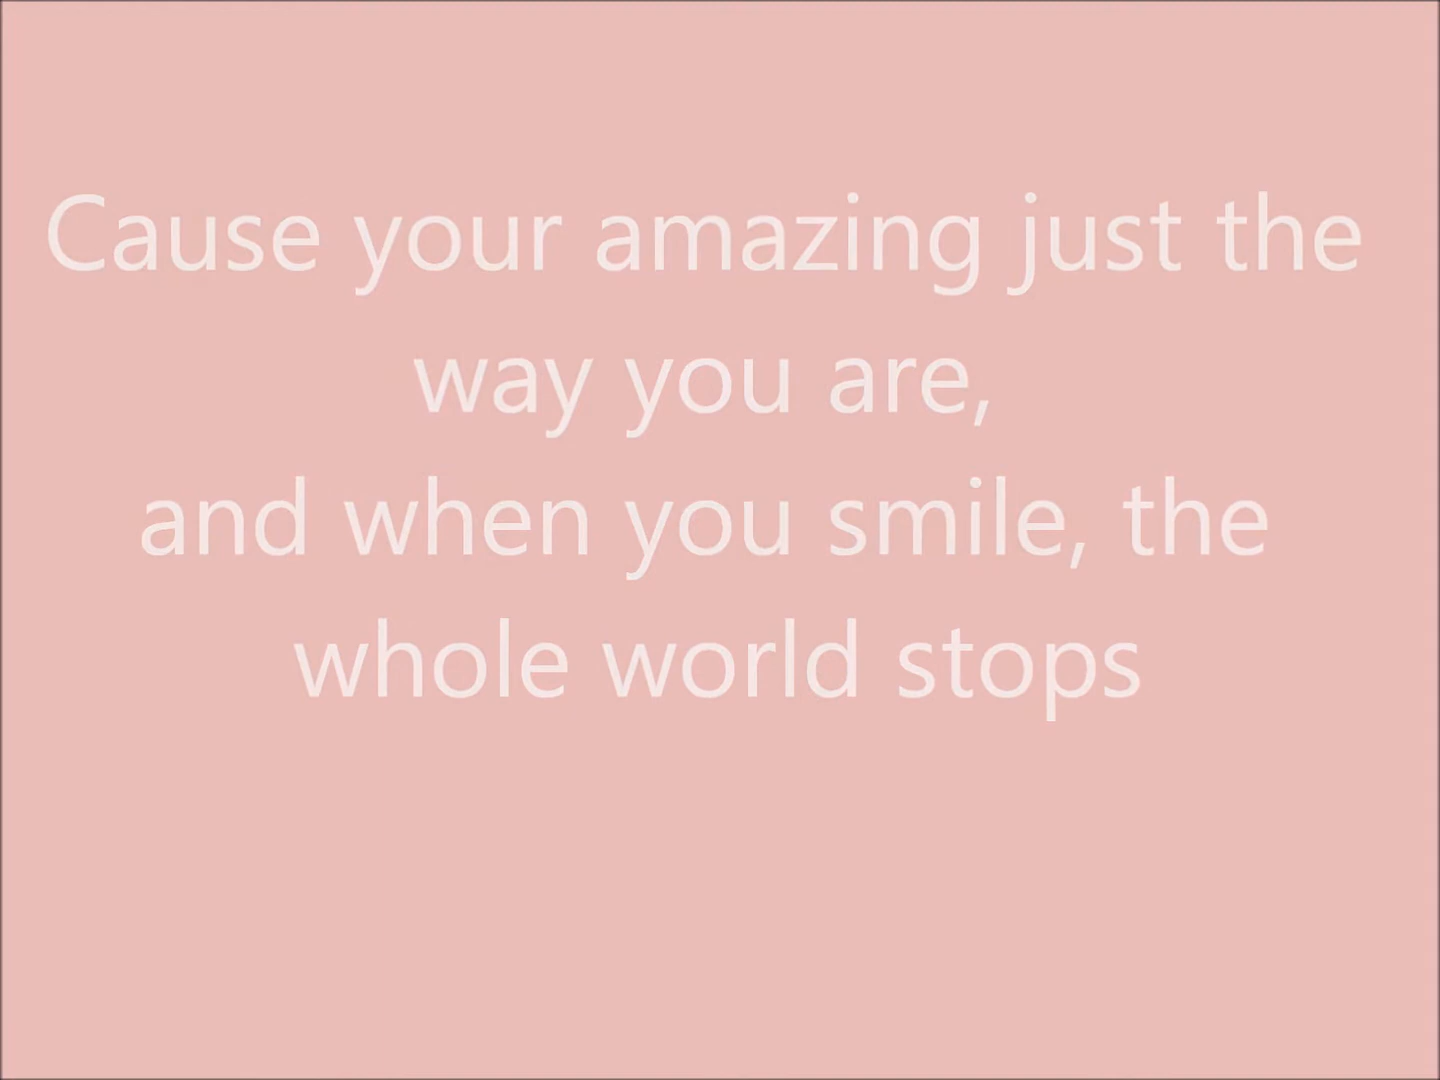 Cause your amazing just the
way you are,
and when you smile, the
whole world stops